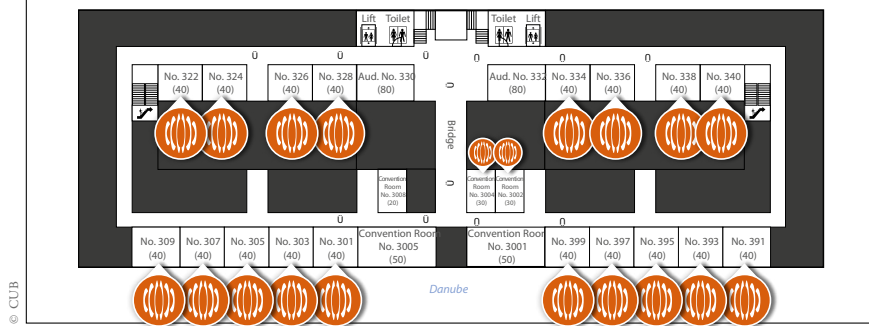 Lift Toilet Toilet Lift
Ü Ü Ü Ü Ü Ü
No. 322 No. 324 No. 326 No. 328 Aud. No. 330 Aud. No. 332 No. 334 No. 336 No. 338 No. 340
(40) (40) (40) (40) (80) (80) (40) (40) (40) (40)
Ü
Bridge
Ü
Convention Convention Convention
Room Room Room
No. 3008 No. 3004 No. 3002
(20) (30) (30)
Ü Ü Ü Ü
No. 309 No. 307 No. 305 No. 303 No. 301 Convention Room Convention Room No. 399 No. 397 No. 395 No. 393 No. 391
(40) (40) (40) (40) (40) No. 3005 No. 3001 (40) (40) (40) (40) (40)
(50) (50)
Danube
© CUB